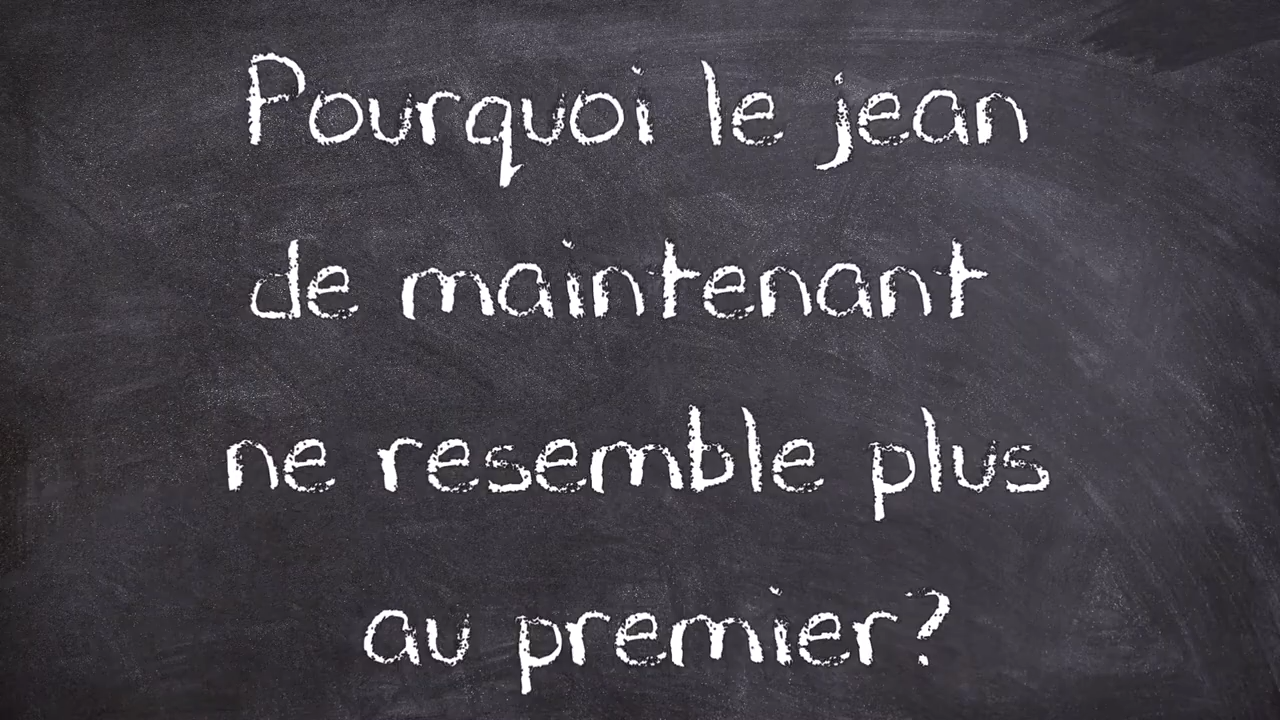 Pourquoi le jean
de maintenant
ne resemble plus
au premier?